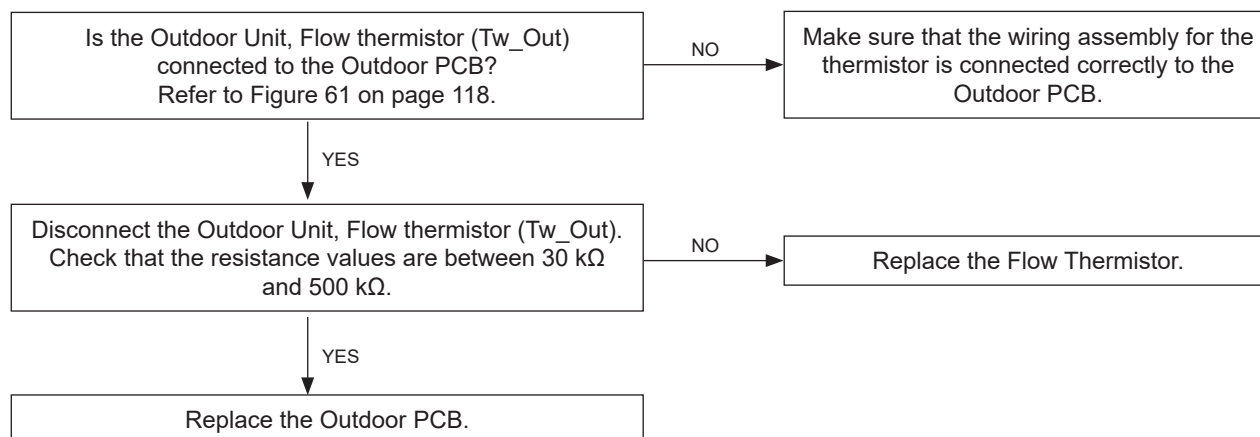 Is the Outdoor Unit, Flow thermistor (Tw_Out)
connected to the Outdoor PCB?
Refer to Figure 61 on page 118.
NO
Make sure that the wiring assembly for the
thermistor is connected correctly to the
Outdoor PCB.
YES
Disconnect the Outdoor Unit, Flow thermistor (Tw_Out).
Check that the resistance values are between 30 kΩ
and 500 kΩ.
NO
Replace the Flow Thermistor.
YES
Replace the Outdoor PCB.